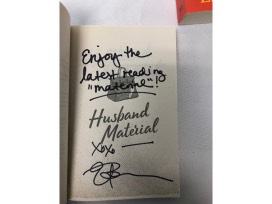 Enjoy the
latest reading
"material"!
Husband
Material
xoxo